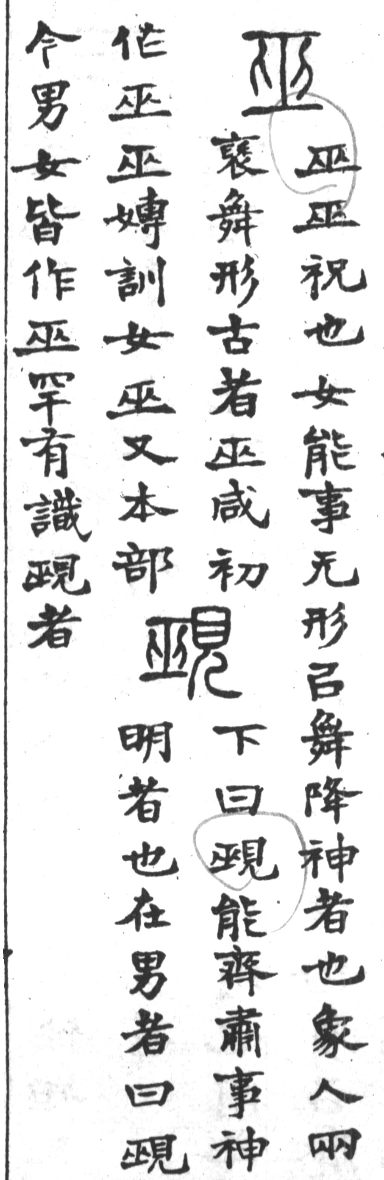 巫
巫巫祝也女能事无形㠯舞降神者也象人兩
褎舞形古者巫咸初
作巫巫嫥訓女巫又本部
覡
下曰覡能齊肅事神
明者也在男者曰覡
今男女皆作巫罕有識覡者